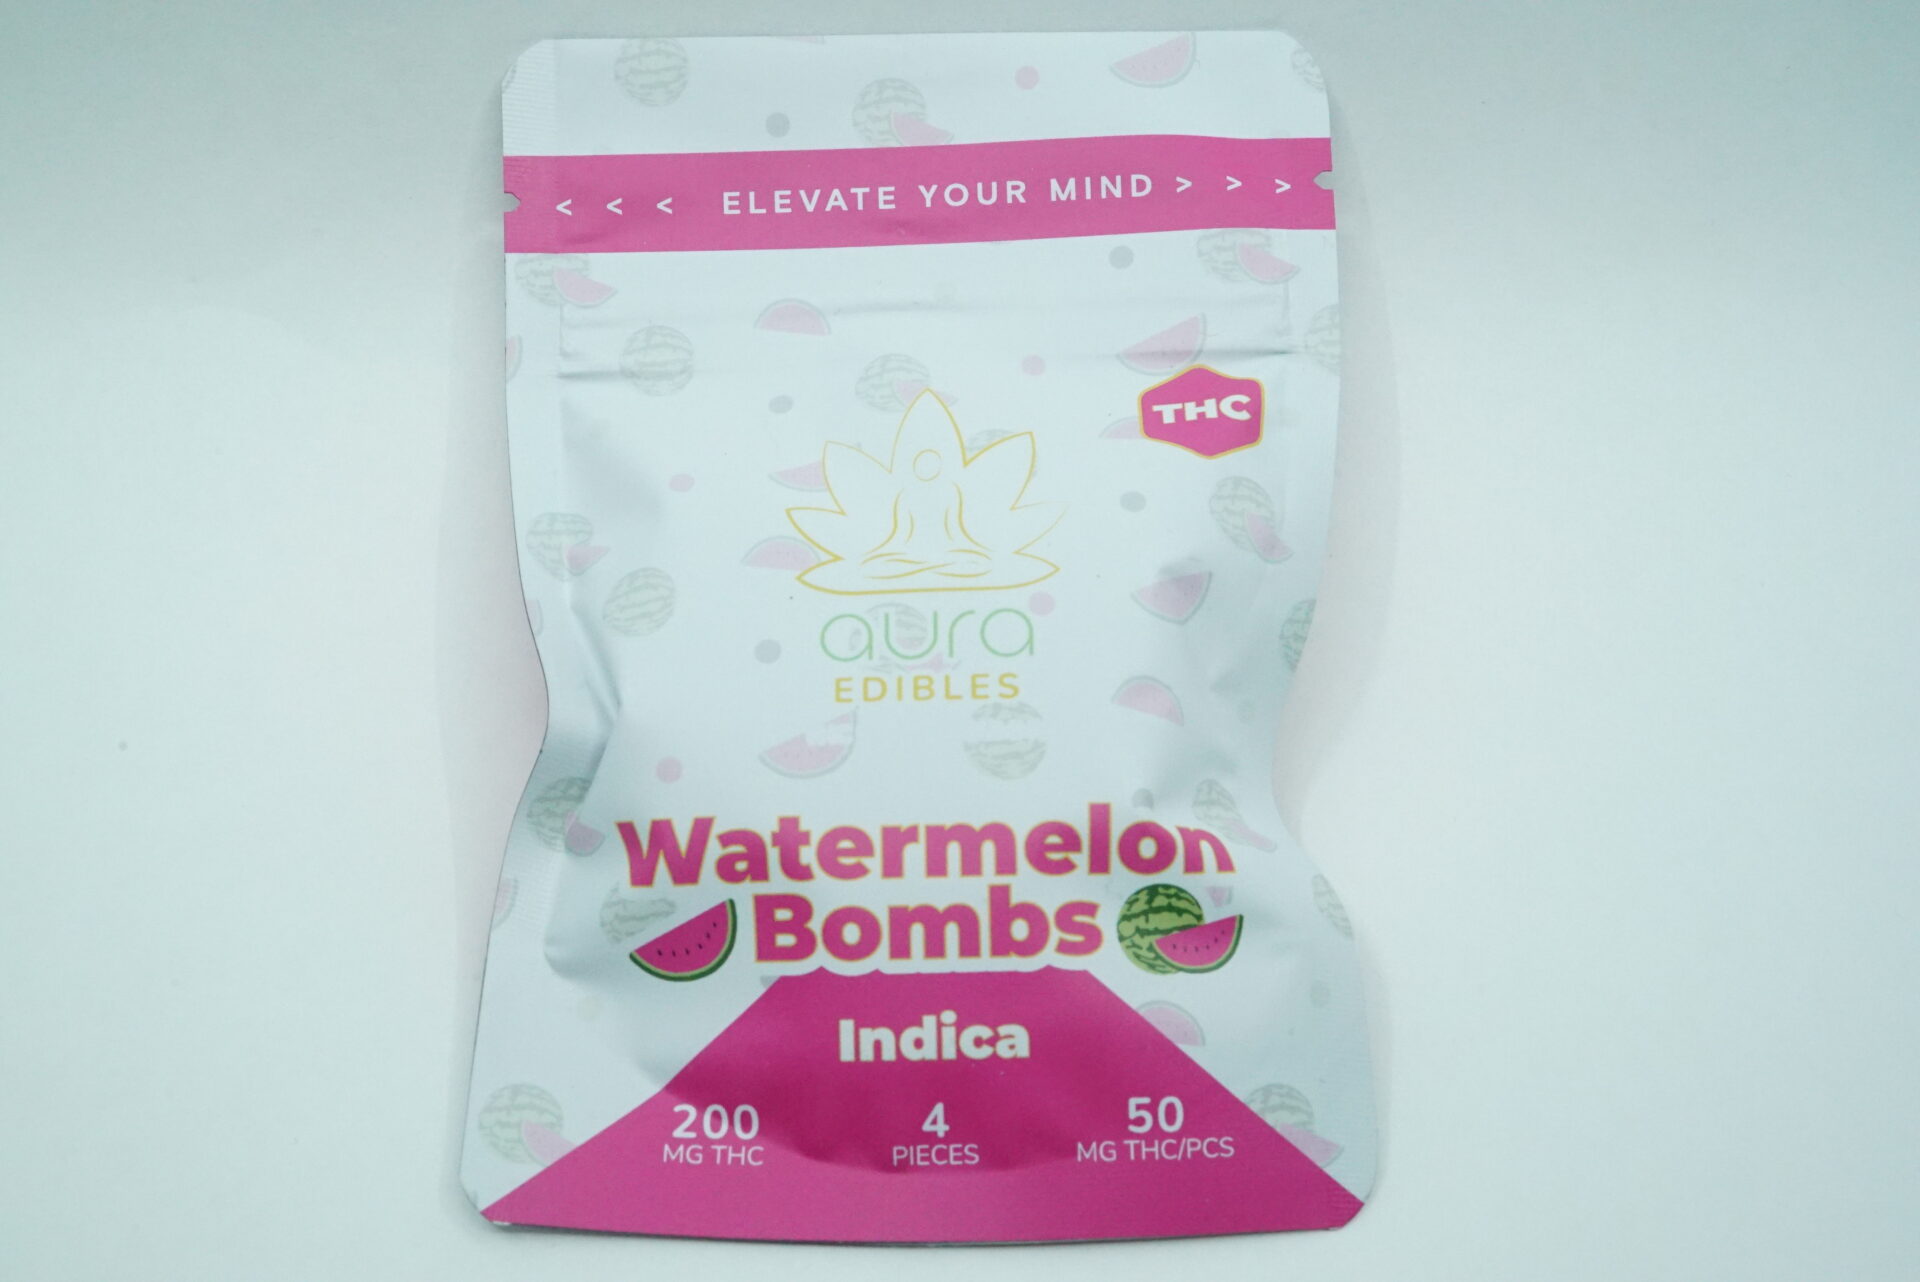 < < < ELEVATE YOUR MIND > > >
THC
aura
EDIBLES
Watermelon
Bombs
Indica
200
MG THC
4
PIECES
50
MG THC/PCS